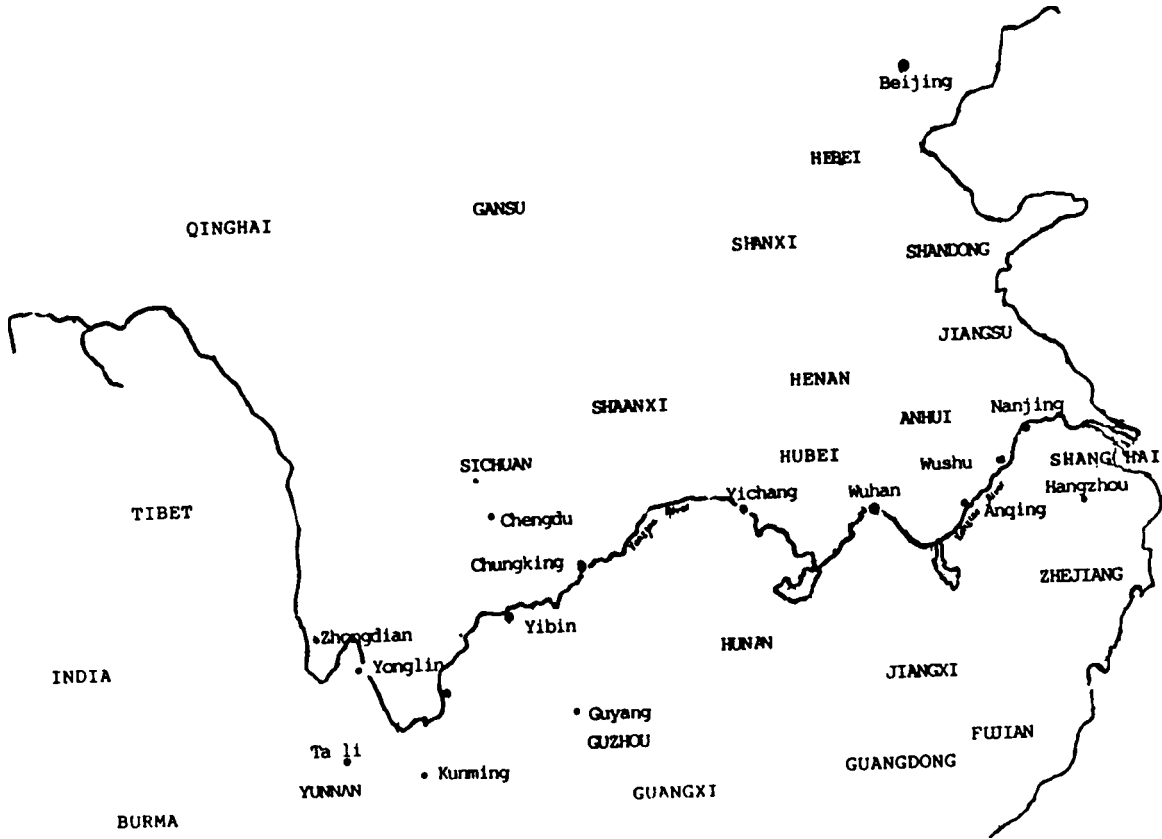 Beijing
HEBEI
GANSU
QINGHAI
SHANXI
SHANDONG
JIANGSU
HENAN
SHAANXI
Nanjing
ANHUI
HUBEI
SICHUAN
Wushu
SHANG HAI
Yichang
Wuhan
Hangzhou
TIBET
Chengdu
Anqing
Chungking
ZHEJIANG
Yibin
Zhongdian
HUNAN
Yonglin
INDIA
JIANGXI
Guyang
GUZHOU
FUJIAN
Ta li
GUANGDONG
Kunming
YUNNAN
GUANGXI
BURMA